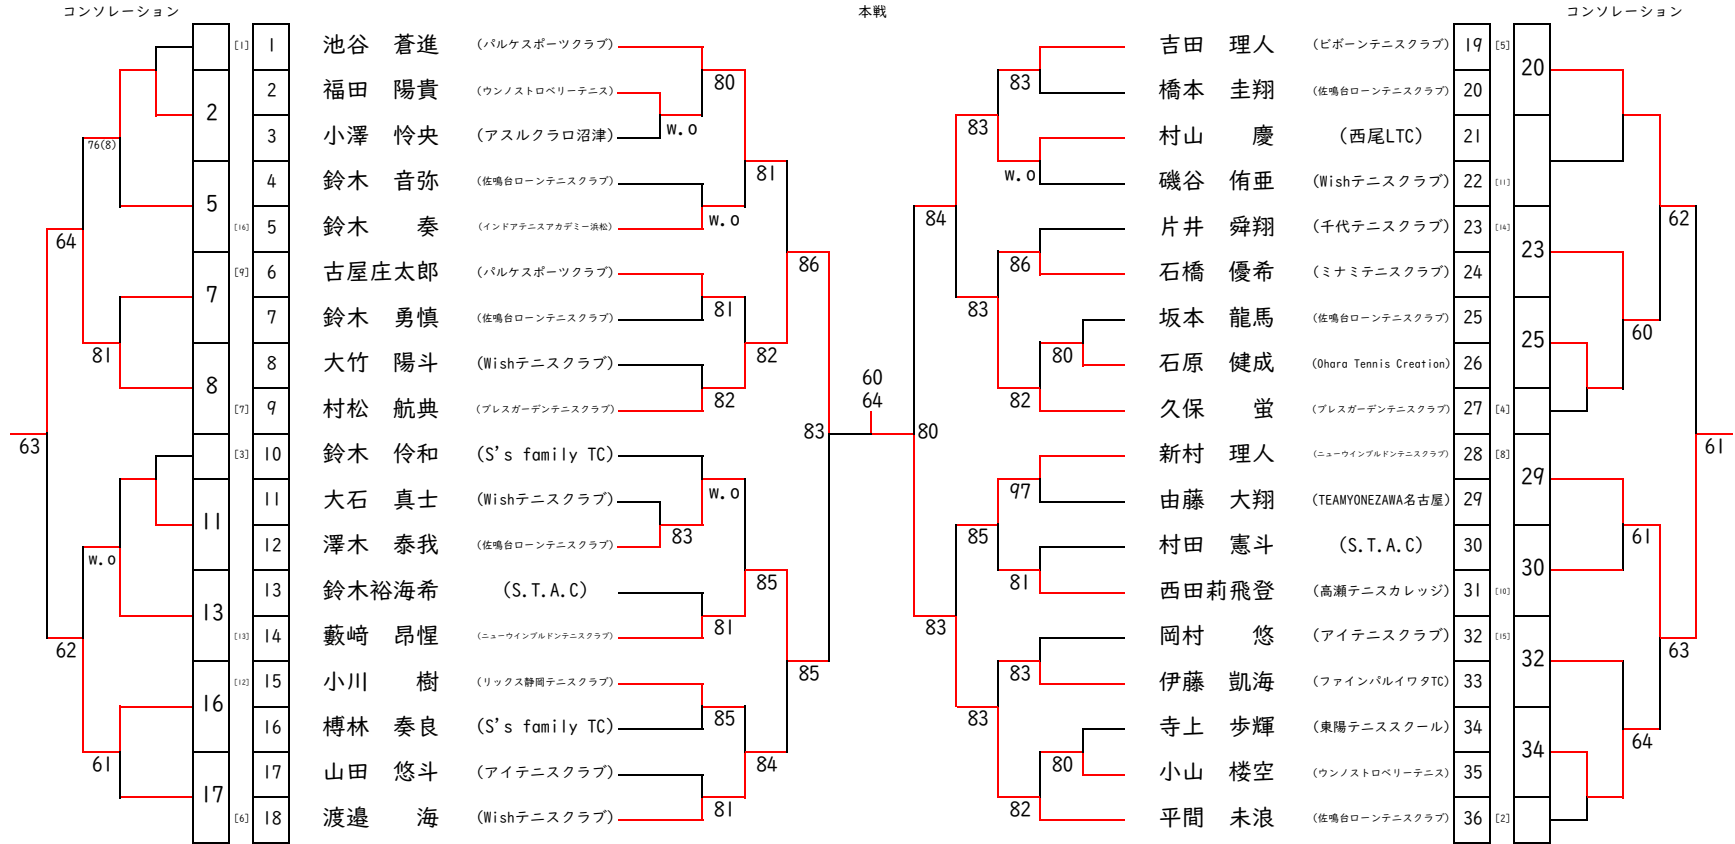 コンソレーション 本戦 コンソレーション
[1] 1 池谷 蒼進 (パルケスポーツクラブ)
2 福田 陽貴 (ウンノストロベリーテニス)
3 小澤 怜央 (アスルクラロ沼津)
4 鈴木 音弥 (佐鳴台ローンテニスクラブ)
[16] 5 鈴木 奏 (インドアテニスアカデミー浜松)
[9] 6 古屋庄太郎 (パルケスポーツクラブ)
7 鈴木 勇慎 (佐鳴台ローンテニスクラブ)
8 大竹 陽斗 (Wishテニスクラブ)
[7] 9 村松 航典 (ブレスガーデンテニスクラブ)
[3] 10 鈴木 伶和 (S's family TC)
11 大石 真士 (Wishテニスクラブ)
12 澤木 泰我 (佐鳴台ローンテニスクラブ)
13 鈴木裕海希 (S.T.A.C)
[13] 14 藪﨑 昂惺 (ニューウインブルドンテニスクラブ)
[12] 15 小川 樹 (リックス静岡テニスクラブ)
16 榑林 奏良 (S's family TC)
17 山田 悠斗 (アイテニスクラブ)
[6] 18 渡邉 海 (Wishテニスクラブ)
2
5
7
8
11
13
16
17
76(8)
81
w.o
61
64
62
63
w.o
80
w.o
81
81
82
82
86
83
w.o
81
85
85
84
81
85
83
60
64
80
吉田 理人 (ビボーンテニスクラブ) 19 [5]
橋本 圭翔 (佐鳴台ローンテニスクラブ) 20
村山 慶 (西尾LTC) 21
磯谷 侑亜 (Wishテニスクラブ) 22 [11]
片井 舜翔 (千代テニスクラブ) 23 [14]
石橋 優希 (ミナミテニスクラブ) 24
坂本 龍馬 (佐鳴台ローンテニスクラブ) 25
石原 健成 (Ohara Tennis Creation) 26
久保 蛍 (ブレスガーデンテニスクラブ) 27 [4]
新村 理人 (ニューウインブルドンテニスクラブ) 28 [8]
由藤 大翔 (TEAMYONEZAWA名古屋) 29
村田 憲斗 (S.T.A.C) 30
西田莉飛登 (高瀬テニスカレッジ) 31 [10]
岡村 悠 (アイテニスクラブ) 32 [15]
伊藤 凱海 (ファインパルイワタTC) 33
寺上 歩輝 (東陽テニススクール) 34
小山 楼空 (ウンノストロベリーテニス) 35
平間 未浪 (佐鳴台ローンテニスクラブ) 36 [2]
83
83
w.o
84
86
83
80
82
97
85
81
83
83
83
80
82
20
23
25
29
30
32
34
62
60
61
61
63
64